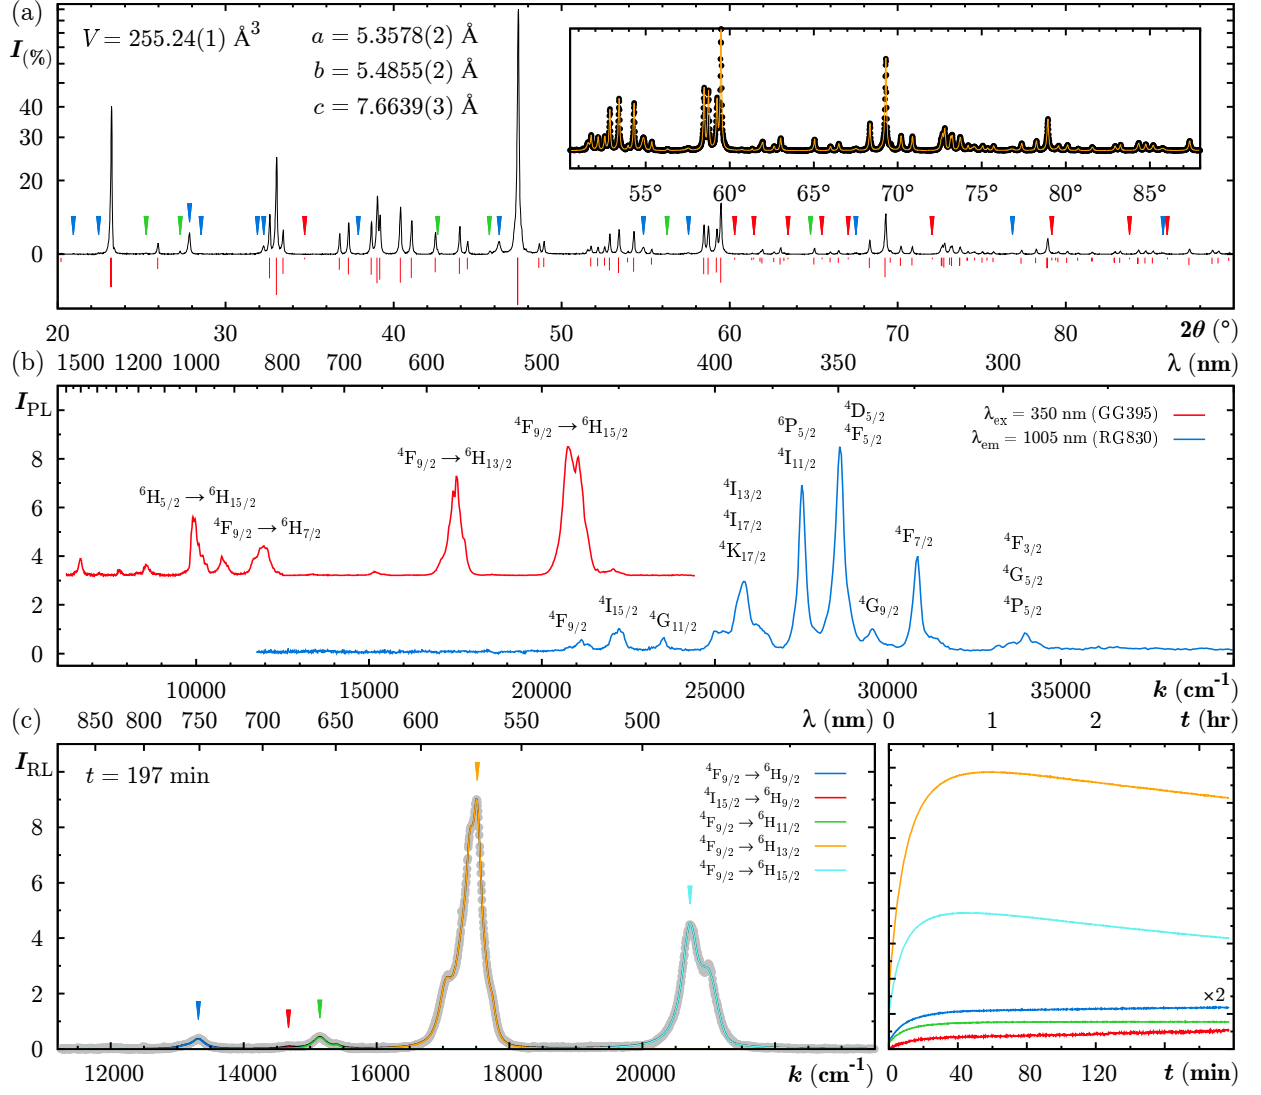 (a)
I(%)
V = 255.24(1) Å³
a = 5.3578(2) Å
b = 5.4855(2) Å
c = 7.6639(3) Å
40
30
20
0
55° 60° 65° 70° 75° 80° 85°
20 30 40 50 60 70 80 2θ (°)
(b)
1500 1200 1000 800 700 600 500 400 350 300 λ (nm)
I_PL
8
6
4
2
0
λ_ex = 350 nm (GG395)
λ_em = 1005 nm (RG830)
⁶H₅/₂ → ⁶H₁₅/₂
⁴F₉/₂ → ⁶H₇/₂
⁴F₉/₂ → ⁶H₁₃/₂
⁴F₉/₂ → ⁶H₁₅/₂
⁴F₉/₂
⁴I₁₅/₂
⁴G₁₁/₂
⁴I₁₃/₂
⁴I₁₇/₂
⁴K₁₇/₂
⁶P₅/₂
⁴I₁₁/₂
⁴D₅/₂
⁴F₅/₂
⁴G₉/₂
⁴F₇/₂
⁴F₃/₂
⁴G₅/₂
⁴P₅/₂
10000 15000 20000 25000 30000 35000 k (cm⁻¹)
(c)
850 800 750 700 650 600 550 500 λ (nm)
I_RL
t = 197 min
8
6
4
2
0
⁴F₉/₂ → ⁶H₉/₂
⁴I₁₅/₂ → ⁶H₉/₂
⁴F₉/₂ → ⁶H₁₁/₂
⁴F₉/₂ → ⁶H₁₃/₂
⁴F₉/₂ → ⁶H₁₅/₂
12000 14000 16000 18000 20000 k (cm⁻¹)
0 1 2 t (hr)
×2
0 40 80 120 t (min)